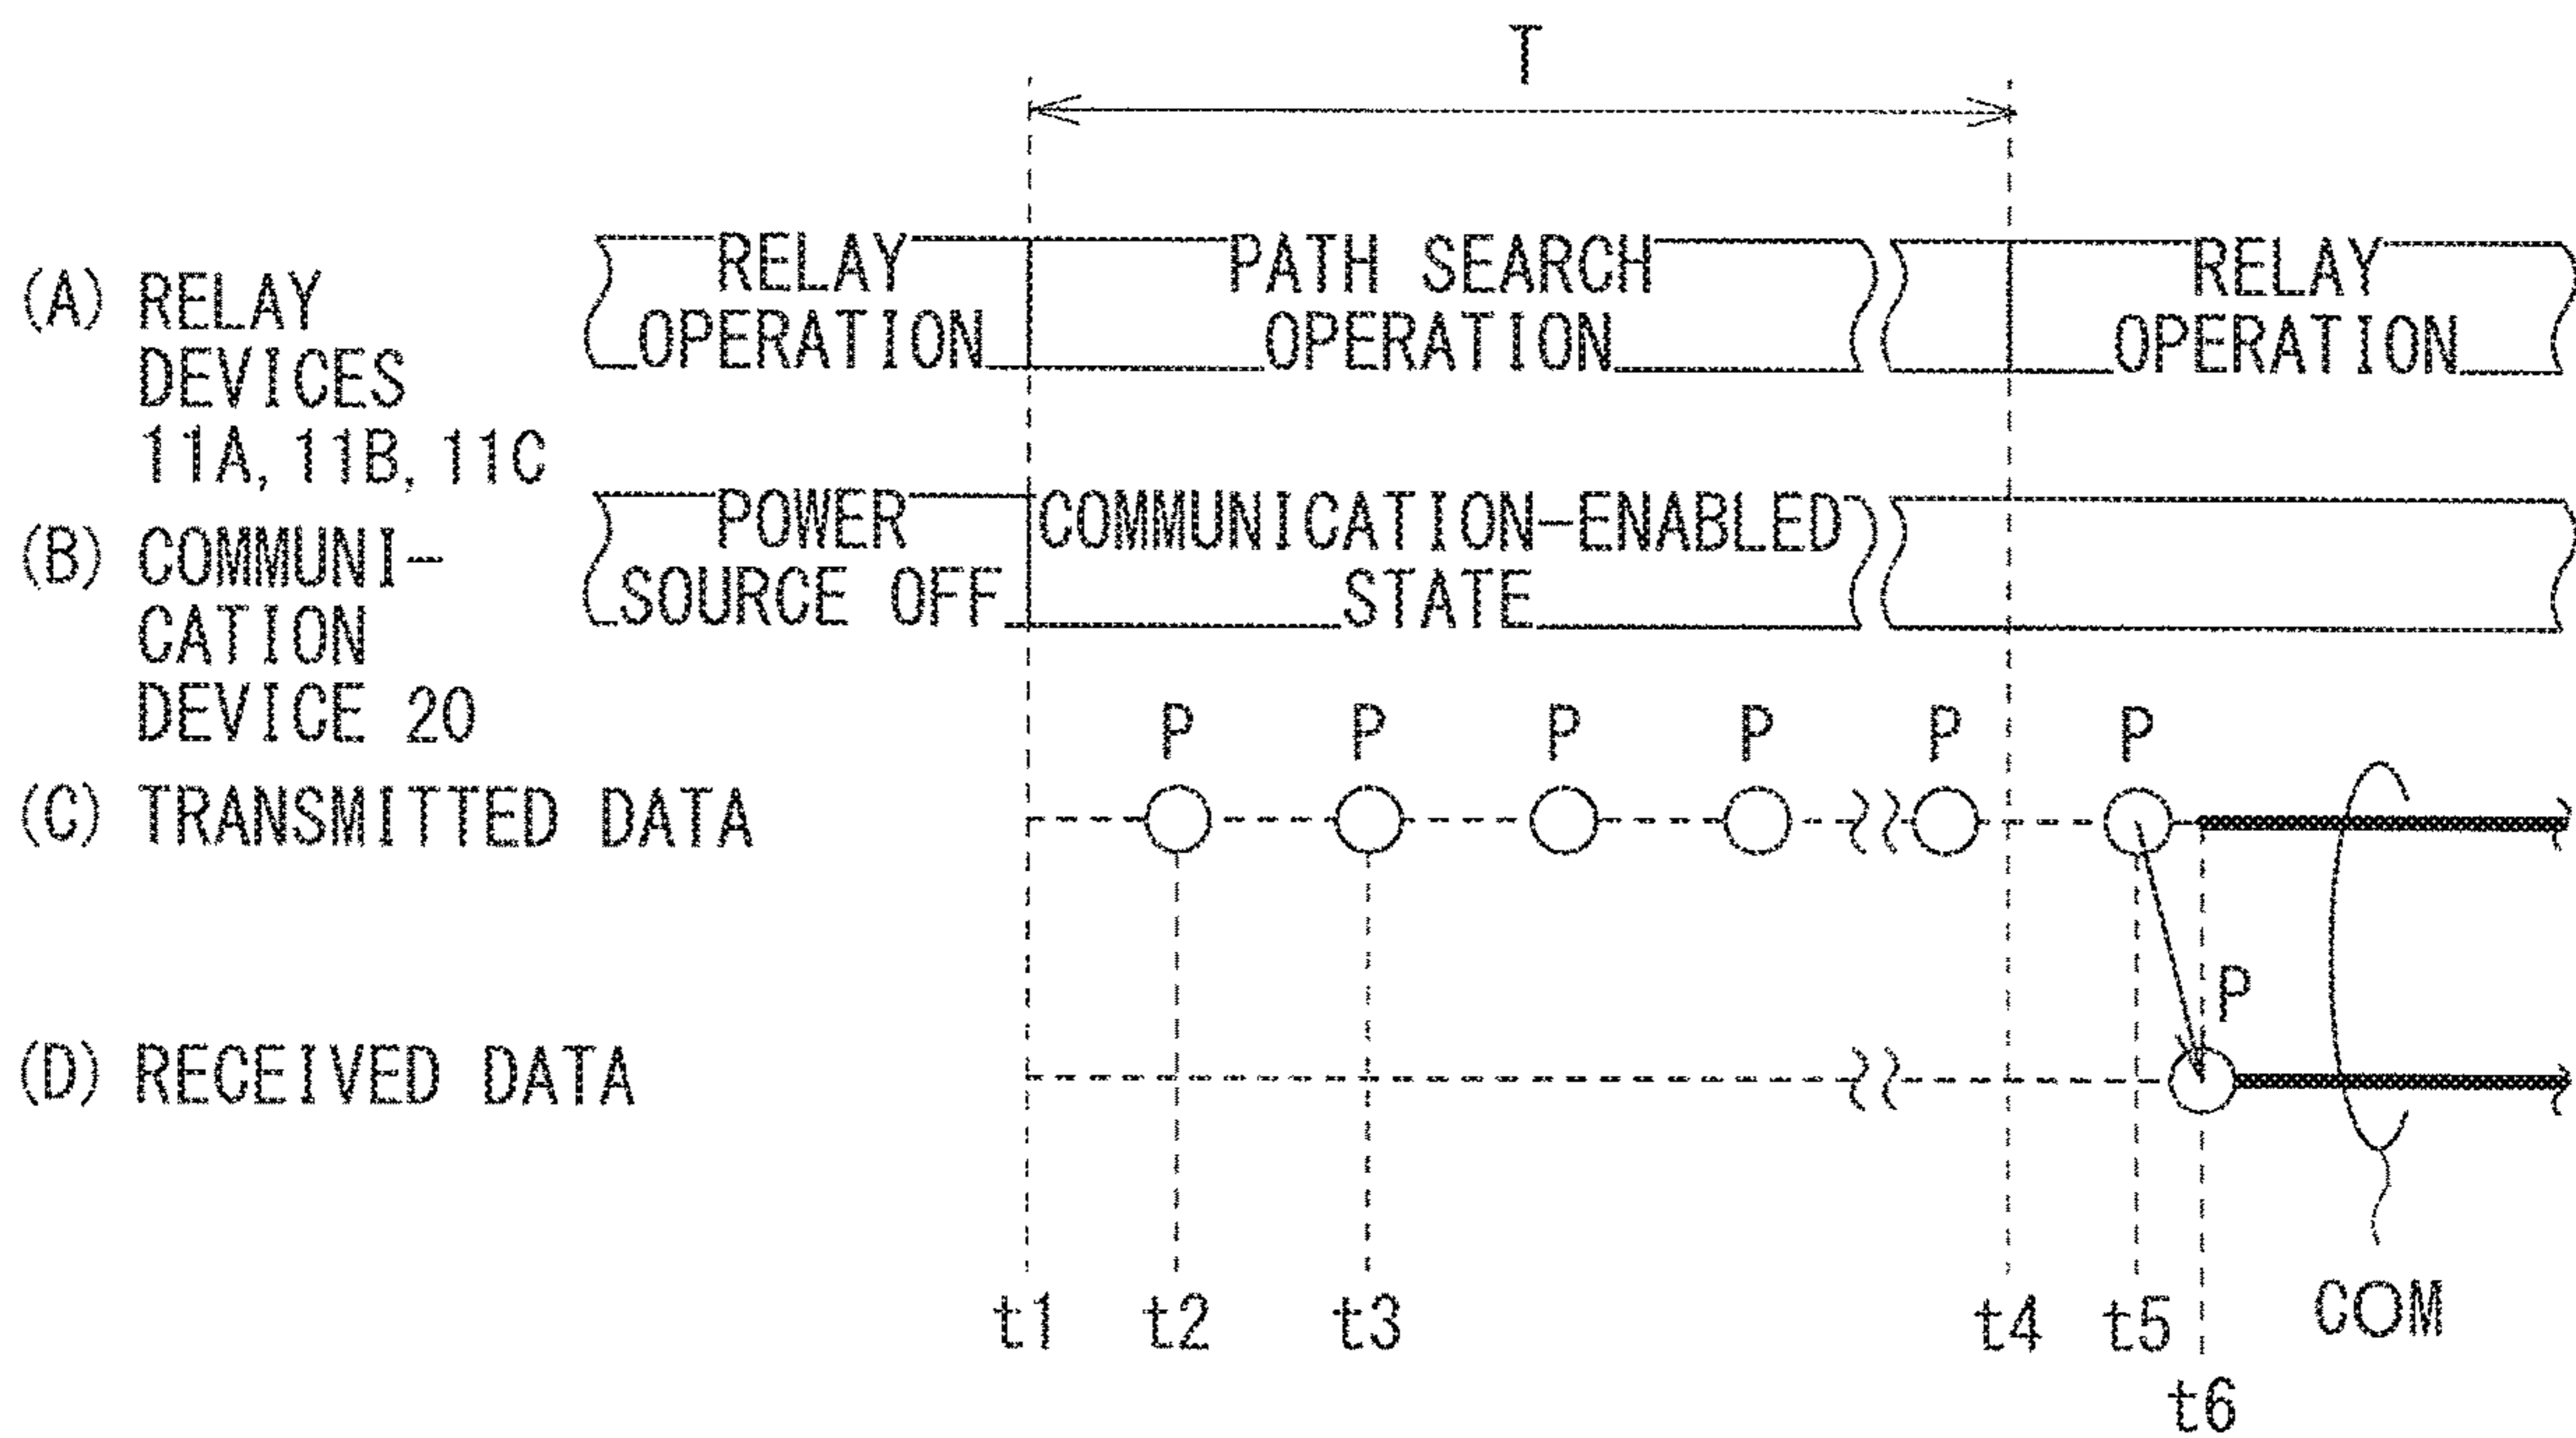 T
(A) RELAY
DEVICES
11A, 11B, 11C
RELAY
OPERATION
PATH SEARCH
OPERATION
RELAY
OPERATION
(B) COMMUNI-
CATION
DEVICE 20
POWER
SOURCE OFF
COMMUNICATION-ENABLED
STATE
P P P P P P
(C) TRANSMITTED DATA
P
(D) RECEIVED DATA
t1 t2 t3 t4 t5 COM
t6